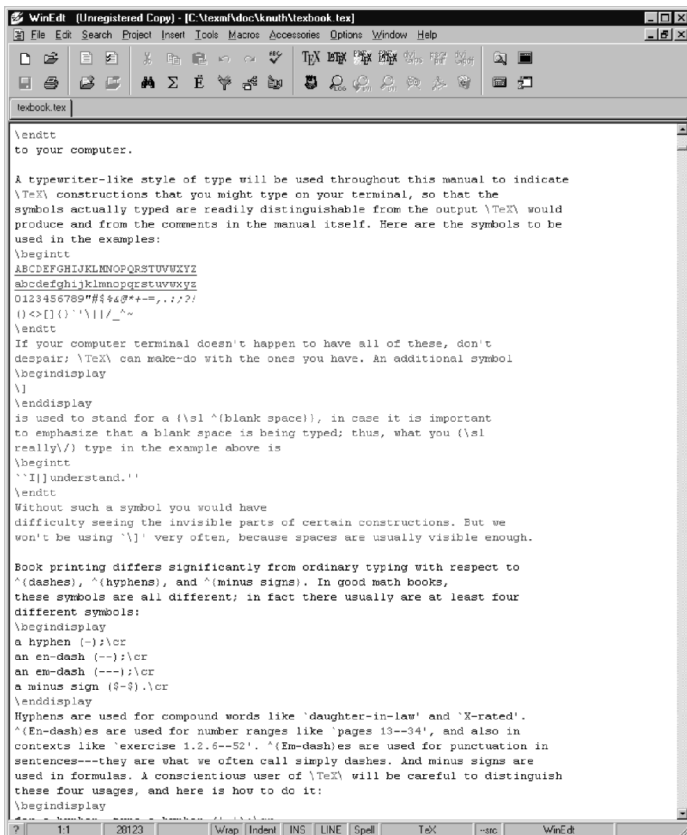 WinEdt (Unregistered Copy) - [C:\texmf\doc\knuth\texbook.tex]
File Edit Search Project Insert Tools Macros Accessories Options Window Help
TEX LATEX
texbook.tex
\endtt
to your computer.
A typewriter-like style of type will be used throughout this manual to indicate
\TeX\ constructions that you might type on your terminal, so that the
symbols actually typed are readily distinguishable from the output \TeX\ would
produce and from the comments in the manual itself. Here are the symbols to be
used in the examples:
\begintt
ABCDEFGHIJKLMNOPQRSTUVWXYZ
abcdefghijklmnopqrstuvwxyz
0123456789"#$%&@*+-=,.:;?!
()<>[]{}`'\||/_^~
\endtt
If your computer terminal doesn't happen to have all of these, don't
despair; \TeX\ can make-do with the ones you have. An additional symbol
\begindisplay
\]
\enddisplay
is used to stand for a {\sl ^{blank space}}, in case it is important
to emphasize that a blank space is being typed; thus, what you {\sl
really\/} type in the example above is
\begintt
``I|]understand.''
\endtt
Without such a symbol you would have
difficulty seeing the invisible parts of certain constructions. But we
won't be using `\]' very often, because spaces are usually visible enough.
Book printing differs significantly from ordinary typing with respect to
^{dashes}, ^{hyphens}, and ^{minus signs}. In good math books,
these symbols are all different; in fact there usually are at least four
different symbols:
\begindisplay
a hyphen (-);\cr
an en-dash (--);\cr
an em-dash (---);\cr
a minus sign ($-$).\cr
\enddisplay
Hyphens are used for compound words like `daughter-in-law' and `X-rated'.
^{En-dash}es are used for number ranges like `pages 13--34', and also in
contexts like `exercise 1.2.6--52'. ^{Em-dash}es are used for punctuation in
sentences---they are what we often call simply dashes. And minus signs are
used in formulas. A conscientious user of \TeX\ will be careful to distinguish
these four usages, and here is how to do it:
\begindisplay
? 1:1 28123 Wrap Indent INS LINE Spell TeX --src WinEdt